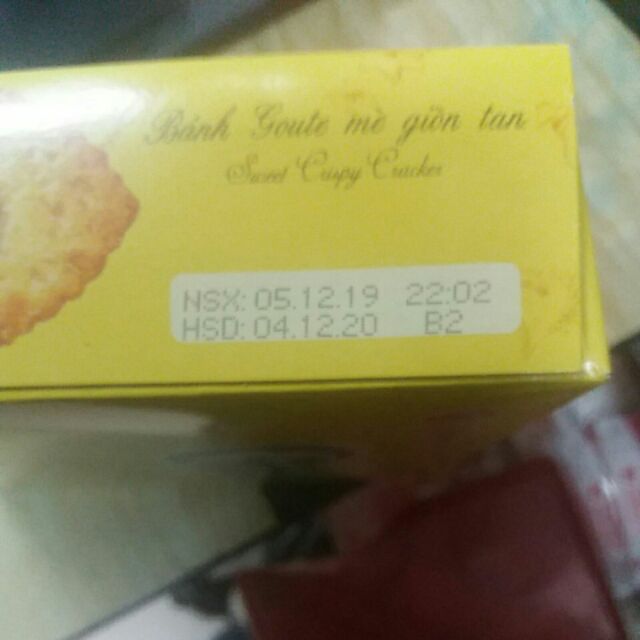 Bánh Goute mè giòn tan
Sweet Crispy Cracker
NSX: 05.12.19 22:02
HSD: 04.12.20 B2